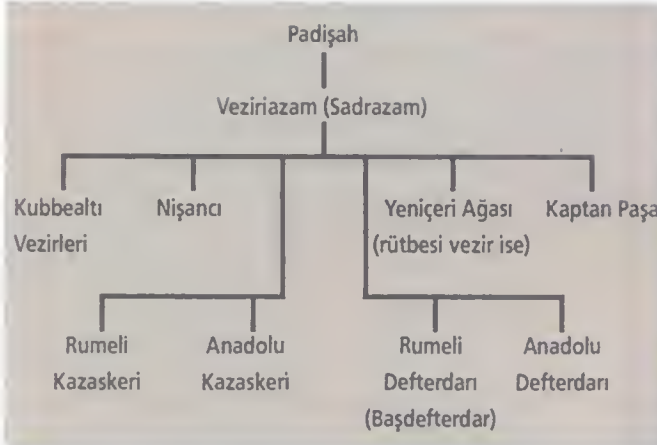 Padişah
Veziriazam (Sadrazam)
Kubbealtı
Vezirleri
Nişancı
Yeniçeri Ağası
(rütbesi vezir ise)
Kaptan Paşa
Rumeli
Kazaskeri
Anadolu
Kazaskeri
Rumeli
Defterdarı
(Başdefterdar)
Anadolu
Defterdarı